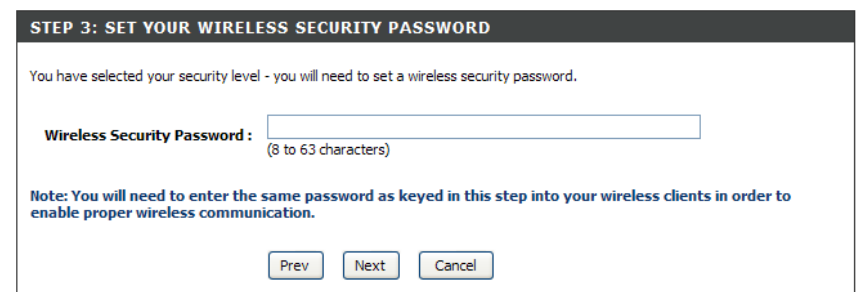 STEP 3: SET YOUR WIRELESS SECURITY PASSWORD
You have selected your security level - you will need to set a wireless security password.
Wireless Security Password :
(8 to 63 characters)
Note: You will need to enter the same password as keyed in this step into your wireless clients in order to
enable proper wireless communication.
Prev Next Cancel